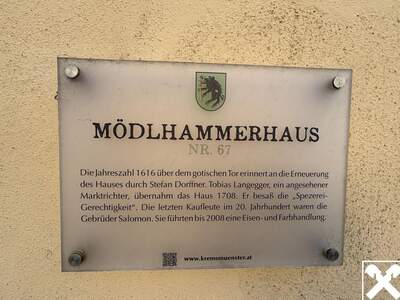 MÖDLHAMMERHAUS
NR. 67
Die Jahreszahl 1616 über dem gotischen Tor erinnert an die Erneuerung
des Hauses durch Stefan Dorffner. Tobias Langegger, ein angesehener
Marktrichter, übernahm das Haus 1708. Er besaß die „Spezerei-
Gerechtigkeit". Die letzten Kaufleute im 20. Jahrhundert waren die
Gebrüder Salomon. Sie führten bis 2008 eine Eisen- und Farbhandlung.
www.kremsmuenster.at